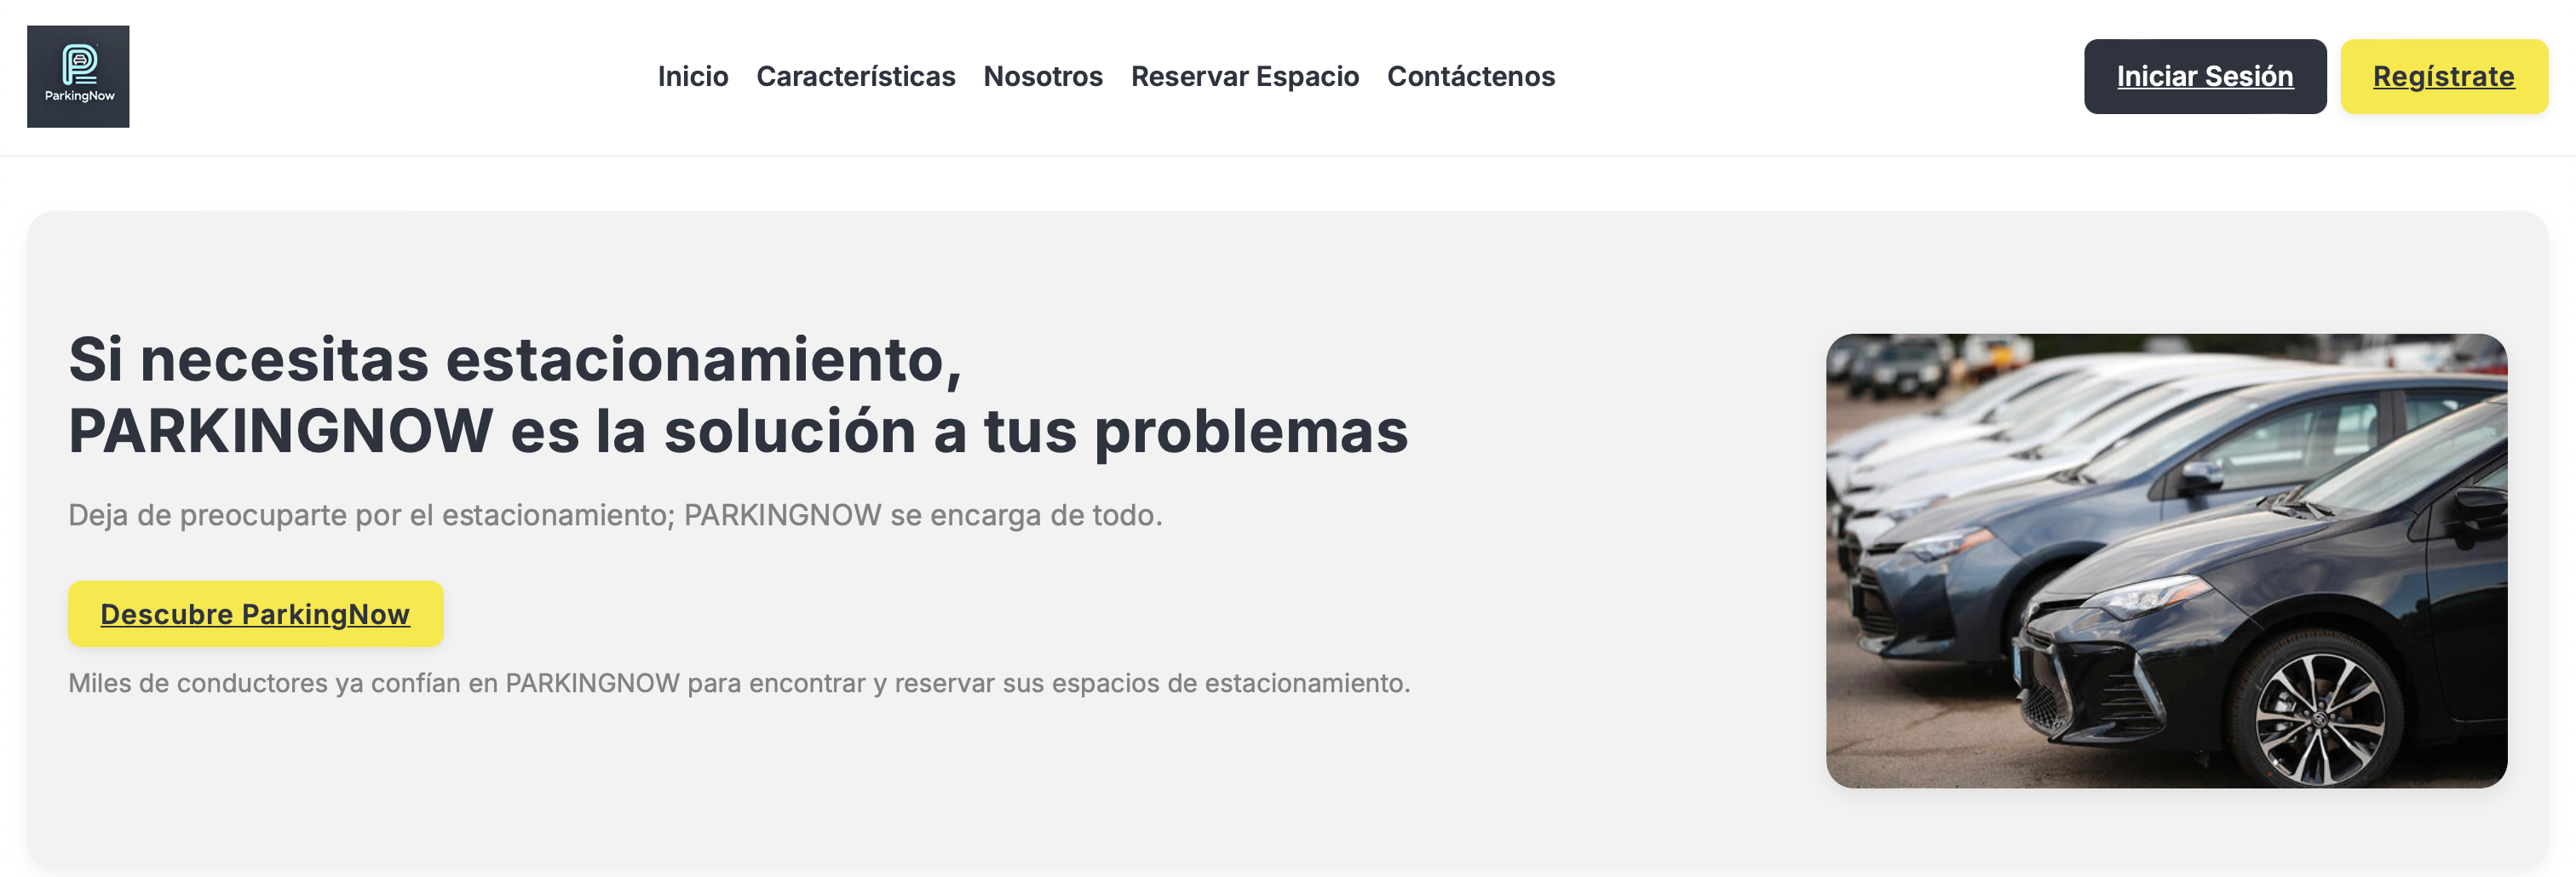 ParkingNow
Inicio Características Nosotros Reservar Espacio Contáctenos
Iniciar Sesión Regístrate
Si necesitas estacionamiento,
PARKINGNOW es la solución a tus problemas
Deja de preocuparte por el estacionamiento; PARKINGNOW se encarga de todo.
Descubre ParkingNow
Miles de conductores ya confían en PARKINGNOW para encontrar y reservar sus espacios de estacionamiento.